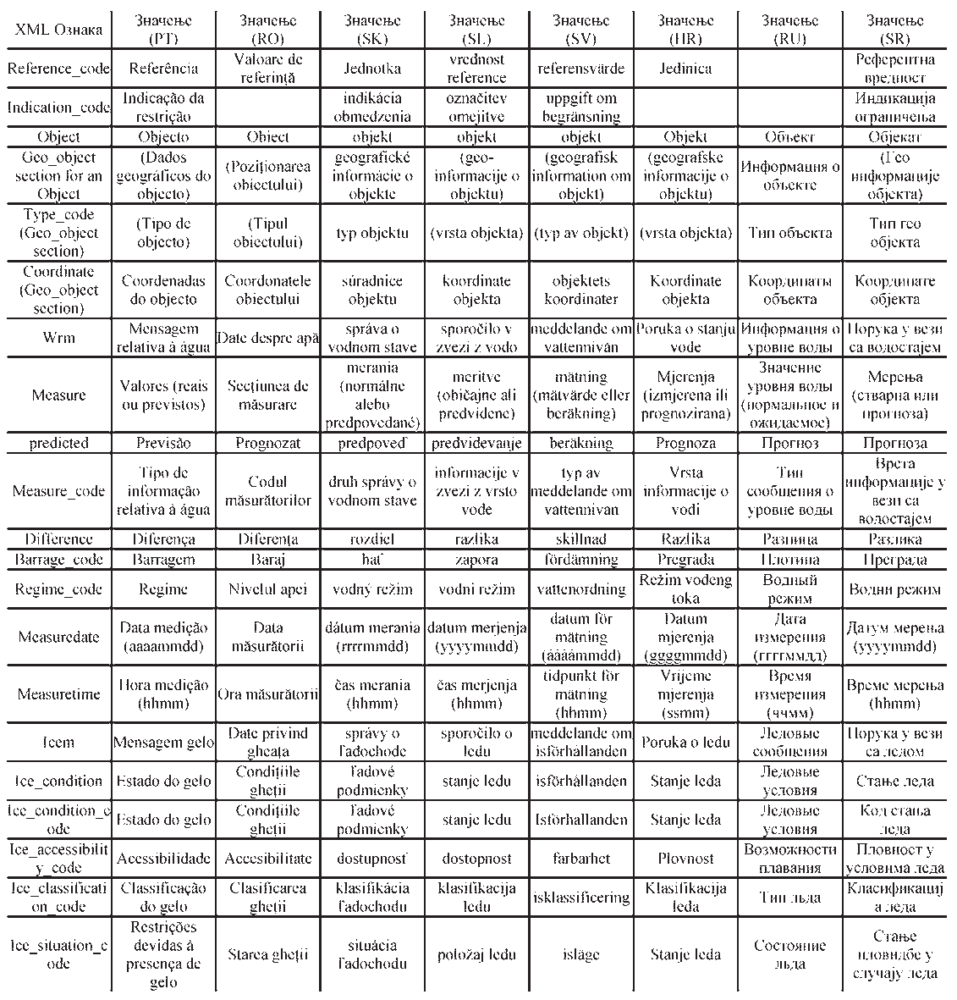 XML Ознака | Значење (PT) | Значење (RO) | Значење (SK) | Значење (SL) | Значење (SV) | Значење (HR) | Значење (RU) | Значење (SR)
Reference_code | Referência | Valoare de referință | Jednotka | vrednost reference | referensvärde | Jedinica | | Референтна вредност
Indication_code | Indicação da restrição | | indikácia obmedzenia | označitev omejitve | uppgift om begränsning | | | Индикација ограничења
Object | Objecto | Obiect | objekt | objekt | objekt | Objekt | Объект | Објекат
Geo_object section for an Object | (Dados geográficos do objecto) | (Poziționarea obiectului) | geografické informácie o objekte | (geo-informacije o objektu) | (geografisk information om objekt) | (geografske informacije o objektu) | Информация о объекте | (Гео информације објекта)
Type_code (Geo_object section) | (Tipo de objecto) | (Tipul obiectului) | typ objektu | (vrsta objekta) | (typ av objekt) | (vrsta objekta) | Тип объекта | Тип гео објекта
Coordinate (Geo_object section) | Coordenadas do objecto | Coordonatele obiectului | súradnice objektu | koordinate objekta | objektets koordinater | Koordinate objekta | Координаты объекта | Координате објекта
Wrm | Mensagem relativa à água | Date despre apă | správa o vodnom stave | sporočilo v zvezi z vodo | meddelande om vattennivån | Poruka o stanju vode | Информация о уровне воды | Порука у вези са водостајем
Measure | Valores (reais ou previstos) | Secțiunea de măsurare | merania (normálne alebo predpovedané) | meritve (običajne ali predvidene) | mätning (mätvärde eller beräkning) | Mjerenja (izmjerena ili prognozirana) | Значение уровня воды (нормальное и ожидаемое) | Мерења (стварна или прогноза)
predicted | Previsão | Prognozat | predpoveď | predvidevanje | beräkning | Prognoza | Прогноз | Прогноза
Measure_code | Tipo de informação relativa à água | Codul măsurătorilor | druh správy o vodnom stave | informacije v zvezi z vrsto vode | typ av meddelande om vattennivån | Vrsta informacije o vodi | Тип сообщения о уровне воды | Врста информације у вези са водостајем
Difference | Diferença | Diferența | rozdiel | razlika | skillnad | Razlika | Разница | Разлика
Barrage_code | Barragem | Baraj | hať | zapora | fördämning | Pregrada | Плотина | Преграда
Regime_code | Regime | Nivelul apei | vodný režim | vodni režim | vattenordning | Režim vodeng toka | Водный режим | Водни режим
Measuredate | Data medição (aaaammdd) | Data măsurătorii | dátum merania (rrrrmmdd) | datum merjenja (yyyymmdd) | datum för mätning (ååååmmdd) | Datum mjerenja (ggggmmdd) | Дата измерения (ггггммдд) | Датум мерења (yyyymmdd)
Measuretime | Hora medição (hhmm) | Ora măsurătorii | čas merania (hhmm) | čas merjenja (hhmm) | tidpunkt för mätning (hhmm) | Vrijeme mjerenja (ssmm) | Время измерения (ччмм) | Време мерења (hhmm)
Icem | Mensagem gelo | Date privind gheața | správy o ľadochode | sporočilo o ledu | meddelande om isförhållanden | Poruka o ledu | Ледовые сообщения | Порука у вези са ледом
Ice_condition | Estado do gelo | Condițiile gheții | ľadové podmienky | stanje ledu | isförhållanden | Stanje leda | Ледовые условия | Стање леда
Ice_condition_code | Estado do gelo | Condițiile gheții | ľadové podmienky | stanje ledu | Isförhållanden | Stanje leda | Ледовые условия | Код стања леда
Ice_accessibility_code | Acessibilidade | Accesibilitate | dostupnosť | dostopnost | farbarhet | Plovnost | Возможности плавания | Пловност у условима леда
Ice_classification_code | Classificação do gelo | Clasificarea gheții | klasifikácia ľadochodu | klasifikacija ledu | isklassificering | Klasifikacija leda | Тип льда | Класификација леда
Ice_situation_code | Restrições devidas à presença de gelo | Starea gheții | situácia ľadochodu | položaj ledu | isläge | Stanje leda | Состояние льда | Стање пловидбе у случају леда